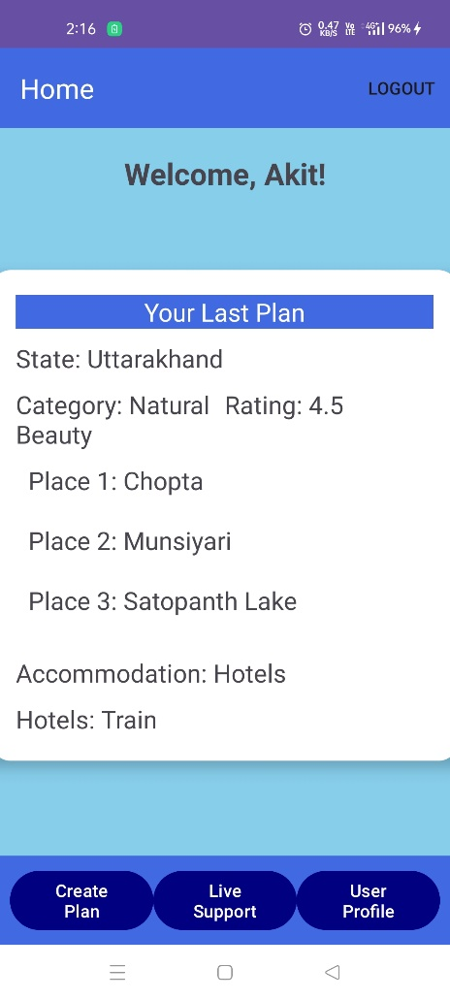 2:16 0.47 KB/S Vo LTE 4G+ 96%
Home LOGOUT
Welcome, Akit!
Your Last Plan
State: Uttarakhand
Category: Natural Rating: 4.5
Beauty
Place 1: Chopta
Place 2: Munsiyari
Place 3: Satopanth Lake
Accommodation: Hotels
Hotels: Train
Create Live User
Plan Support Profile